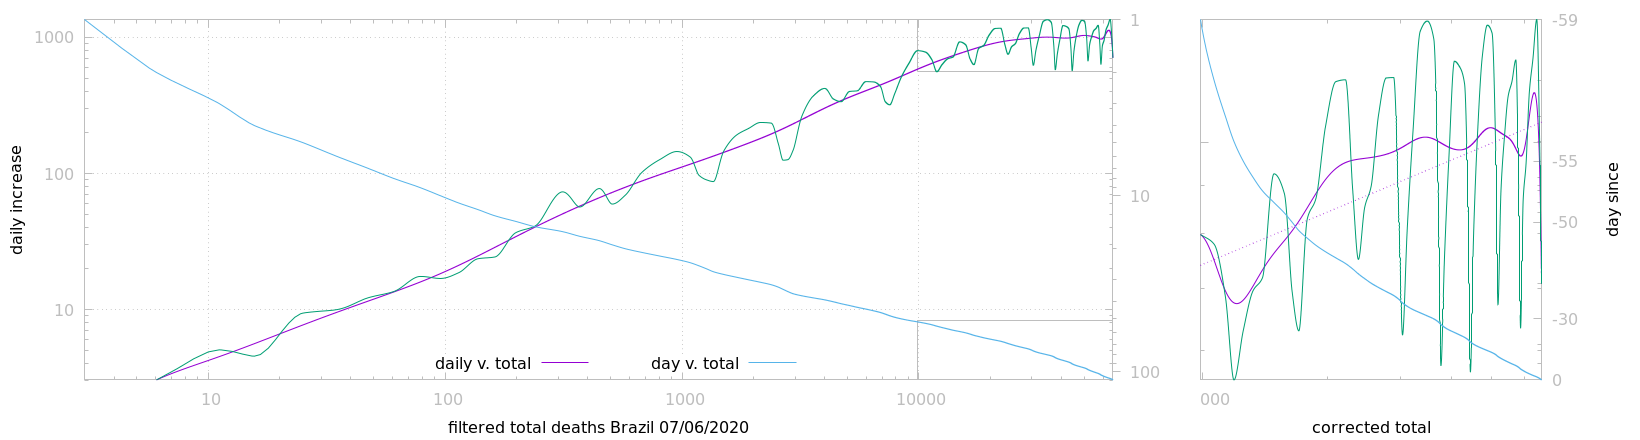 1000
100
10
daily increase
daily v. total
day v. total
10
100
1000
10000
1
10
100
filtered total deaths Brazil 07/06/2020
-59
-55
-50
-30
0
day since
000
corrected total